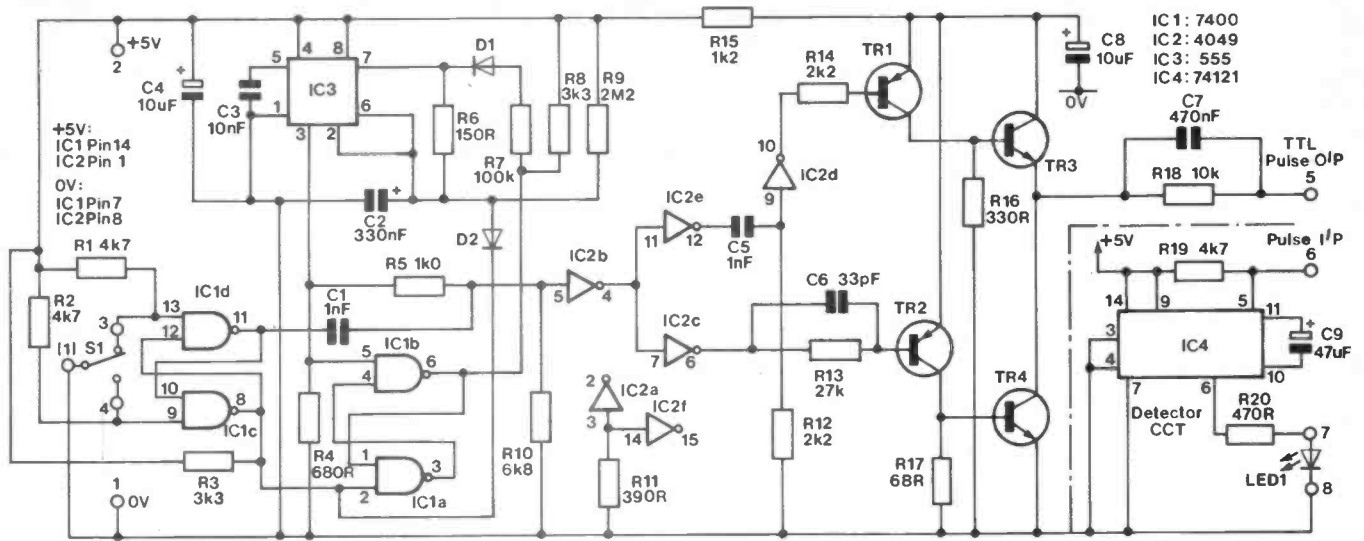 +5V
2
C4
10uF
+5V:
IC1 Pin14
IC2 Pin 1
0V:
IC1 Pin7
IC2 Pin8
R1 4k7
R2
4k7
3
[1]
S1
4
R3
3k3
1
0V
13
12
IC1d
11
10
9
IC1c
8
C3
10nF
5
4
8
7
1
IC3
6
3
2
C2
330nF
+
R6
150R
D1
R7
100k
R8
3k3
R9
2M2
D2
R5 1k0
C1
1nF
R4
680R
5
4
IC1b
6
1
2
IC1a
3
R10
6k8
IC2b
5
4
IC2e
11
12
IC2c
7
6
2
IC2a
3
14
IC2f
15
R11
390R
C5
1nF
10
IC2d
9
C6
33pF
R13
27k
R12
2k2
R15
1k2
R14
2k2
TR1
TR2
TR3
TR4
R16
330R
R17
68R
+
C8
10uF
0V
IC1: 7400
IC2: 4049
IC3: 555
IC4: 74121
C7
470nF
R18 10k
TTL
Pulse O/P
5
+5V
R19 4k7
Pulse I/P
6
14
9
5
11
3
4
IC4
10
7
6
+
C9
47uF
Detector
CCT
R20
470R
7
LED1
8